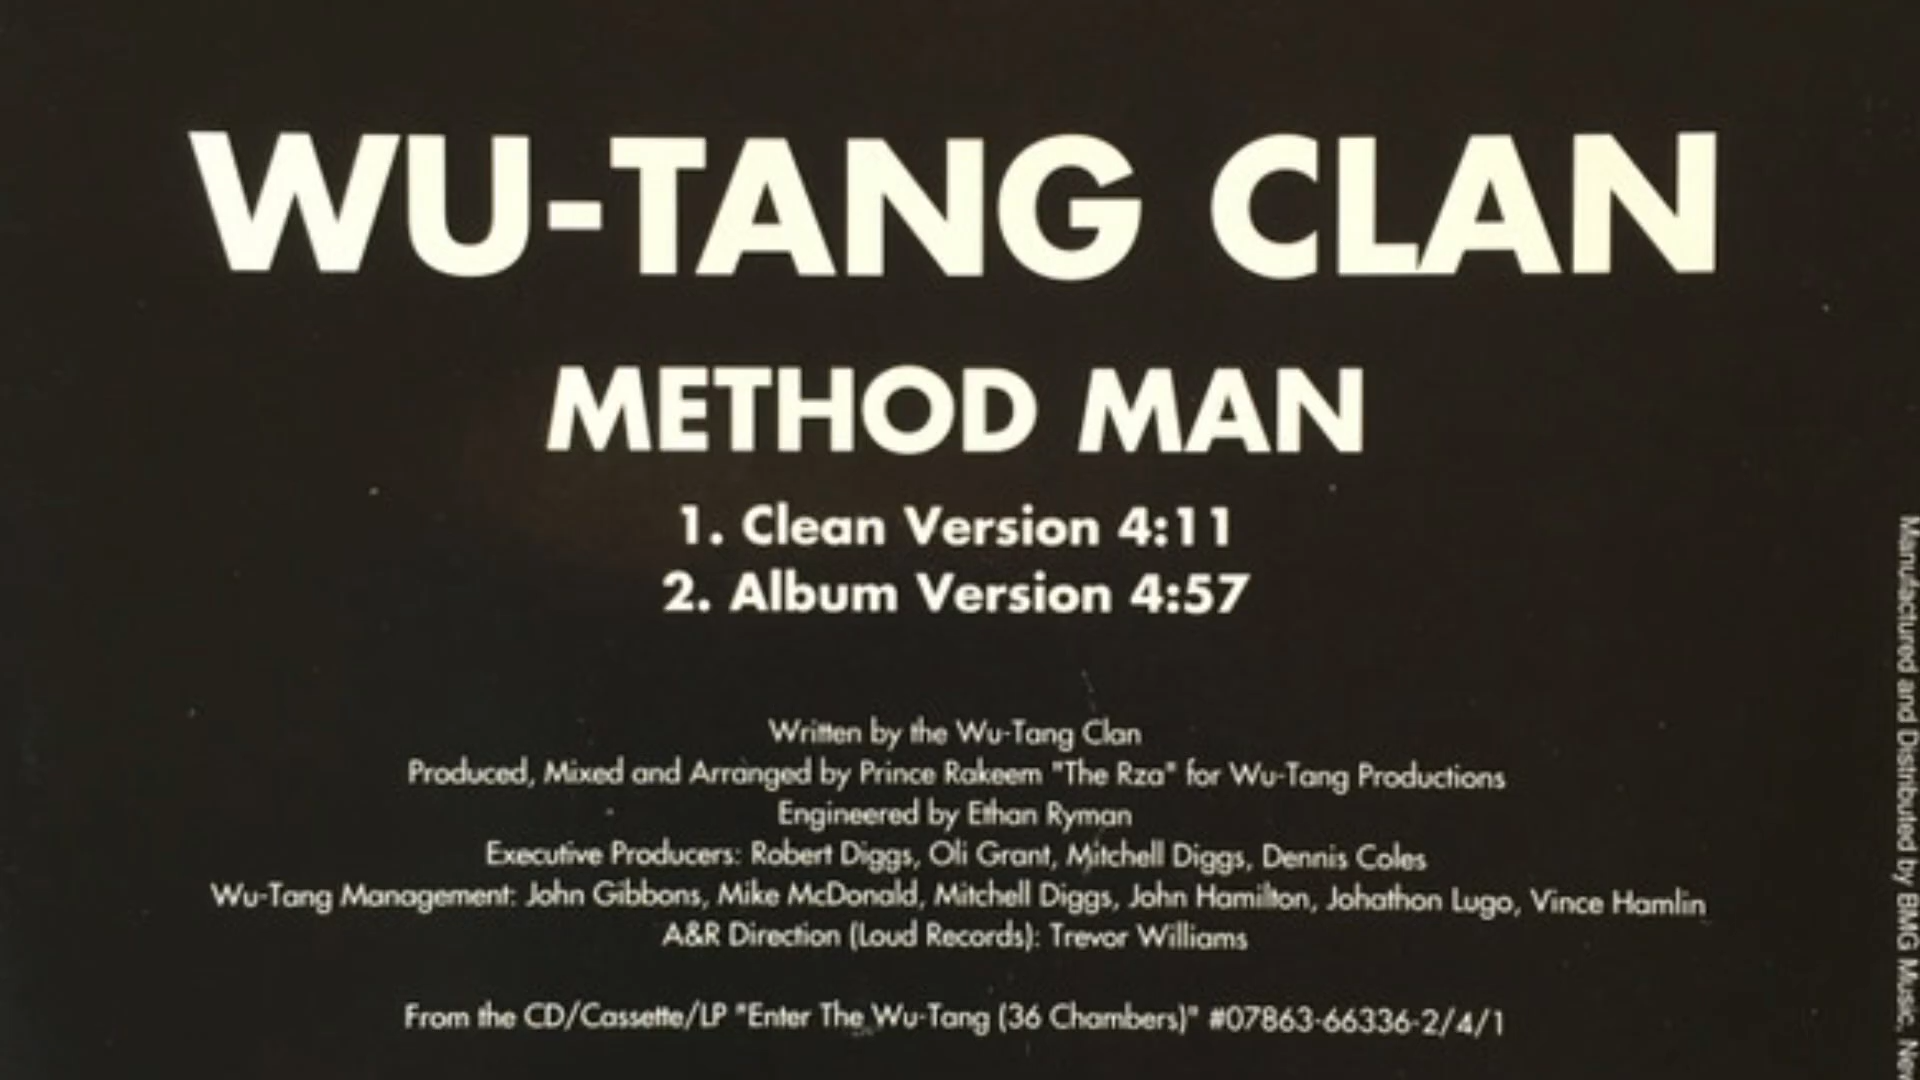 WU-TANG CLAN
METHOD MAN
1. Clean Version 4:11
2. Album Version 4:57
Written by the Wu-Tang Clan
Produced, Mixed and Arranged by Prince Rakeem "The Rza" for Wu-Tang Productions
Engineered by Ethan Ryman
Executive Producers: Robert Diggs, Oli Grant, Mitchell Diggs, Dennis Coles
Wu-Tang Management: John Gibbons, Mike McDonald, Mitchell Diggs, John Hamilton, Johathon Lugo, Vince Hamlin
A&R Direction (Loud Records): Trevor Williams
From the CD/Cassette/LP "Enter The Wu-Tang (36 Chambers)" #07863-66336-2/4/1
Manufactured and Distributed by BMG Music,